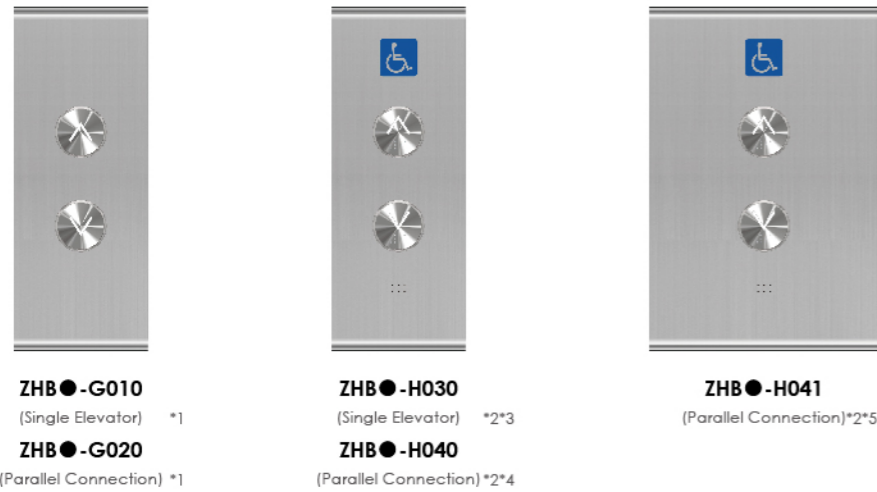 ZHB●-G010
(Single Elevator) *1
ZHB●-G020
(Parallel Connection) *1
ZHB●-H030
(Single Elevator) *2*3
ZHB●-H040
(Parallel Connection) *2*4
ZHB●-H041
(Parallel Connection)*2*5